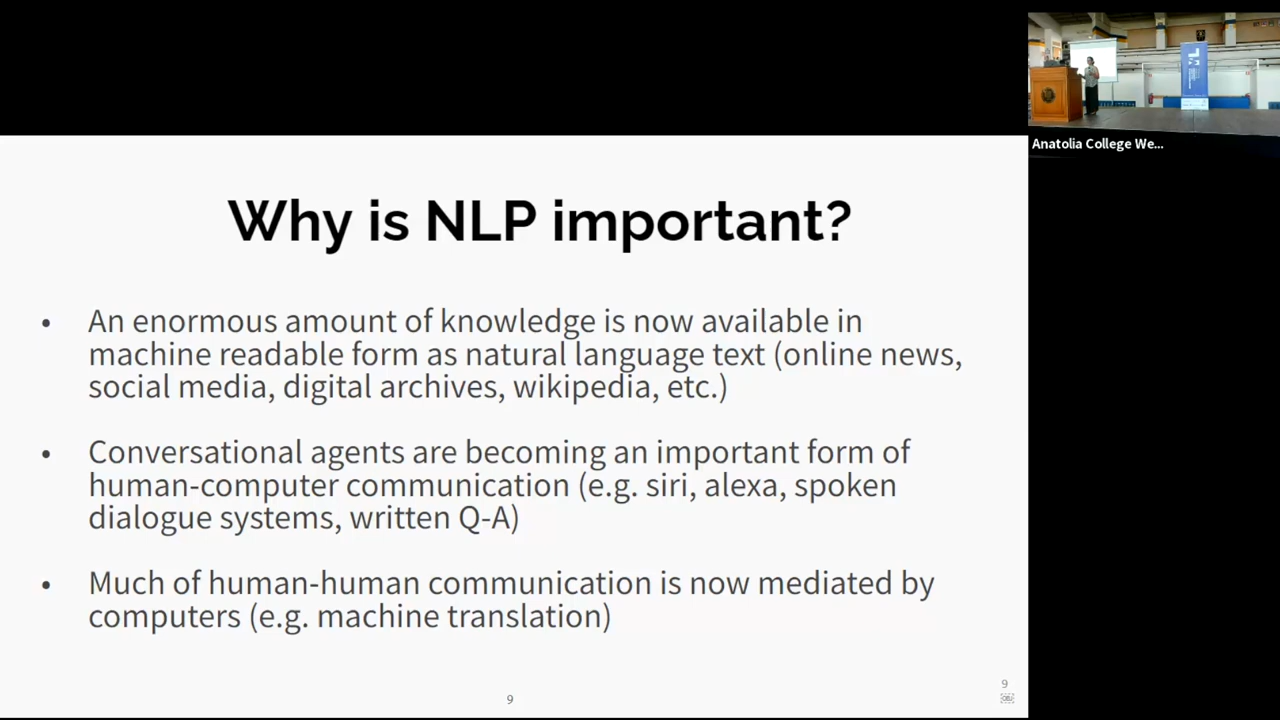 Anatolia College We...
Why is NLP important?
• An enormous amount of knowledge is now available in
machine readable form as natural language text (online news,
social media, digital archives, wikipedia, etc.)
• Conversational agents are becoming an important form of
human-computer communication (e.g. siri, alexa, spoken
dialogue systems, written Q-A)
• Much of human-human communication is now mediated by
computers (e.g. machine translation)
9
9